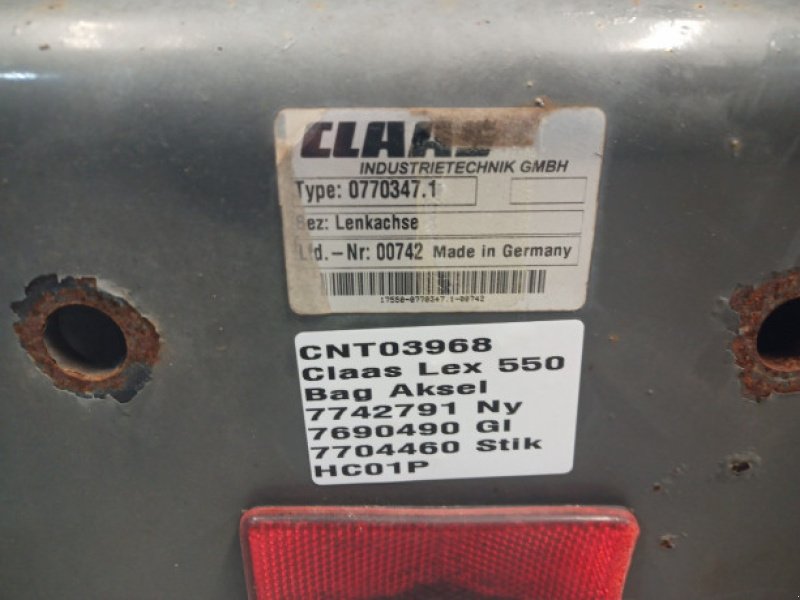 CLAAS
INDUSTRIETECHNIK GMBH
Type: 0770347.1
Bez: Lenkachse
Lfd.-Nr: 00742 Made in Germany
17550-0770347.1-00742
CNT03968
Claas Lex 550
Bag Aksel
7742791 Ny
7690490 Gl
7704460 Stik
HC01P